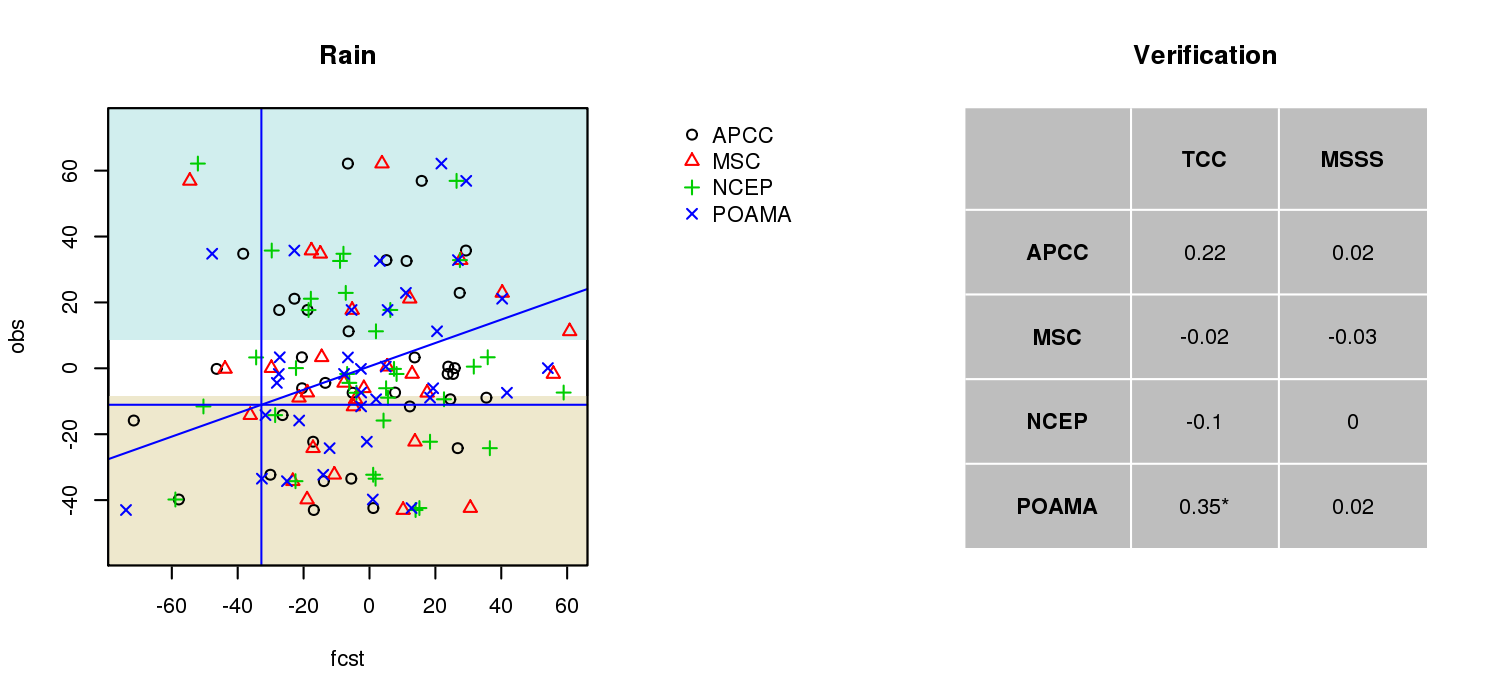 Rain
Verification
60
40
20
0
-20
-40
obs
-60 -40 -20 0 20 40 60
fcst
APCC
MSC
NCEP
POAMA
TCC MSSS
APCC 0.22 0.02
MSC -0.02 -0.03
NCEP -0.1 0
POAMA 0.35* 0.02